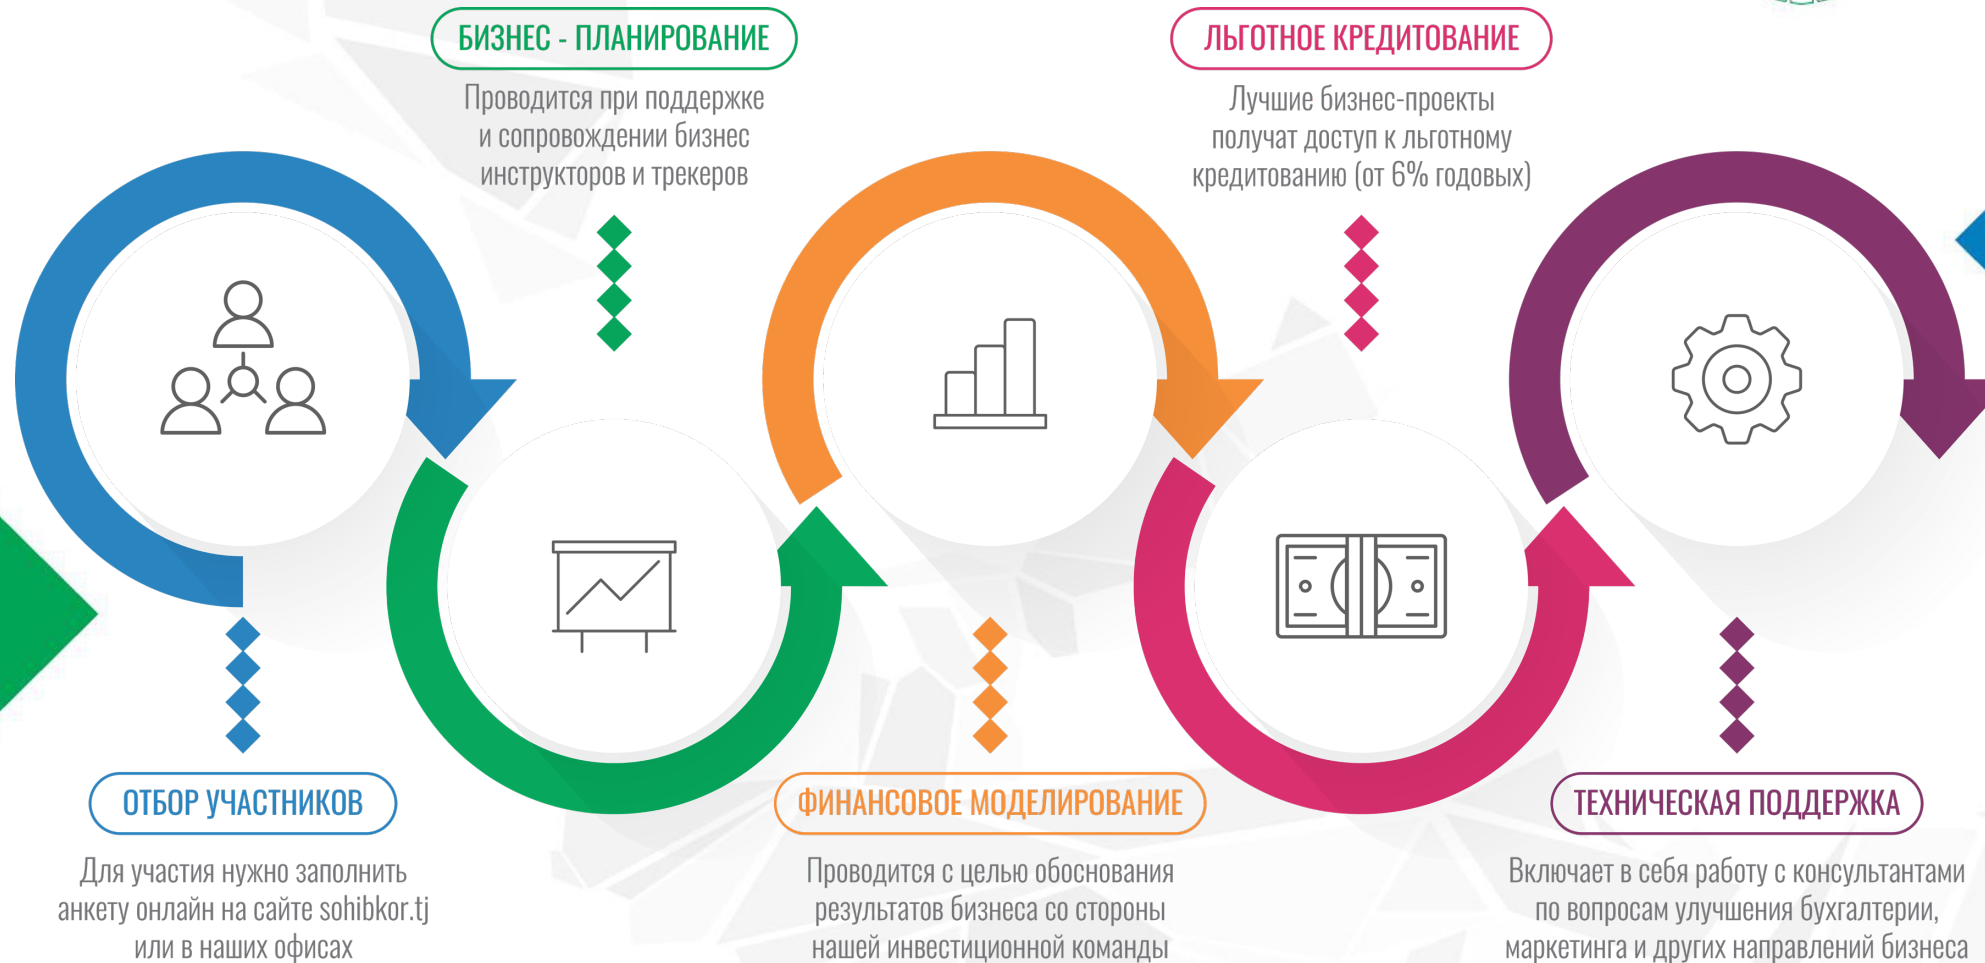 БИЗНЕС - ПЛАНИРОВАНИЕ
Проводится при поддержке
и сопровождении бизнес
инструкторов и трекеров
ЛЬГОТНОЕ КРЕДИТОВАНИЕ
Лучшие бизнес-проекты
получат доступ к льготному
кредитованию (от 6% годовых)
ОТБОР УЧАСТНИКОВ
Для участия нужно заполнить
анкету онлайн на сайте sohibkor.tj
или в наших офисах
ФИНАНСОВОЕ МОДЕЛИРОВАНИЕ
Проводится с целью обоснования
результатов бизнеса со стороны
нашей инвестиционной команды
ТЕХНИЧЕСКАЯ ПОДДЕРЖКА
Включает в себя работу с консультантами
по вопросам улучшения бухгалтерии,
маркетинга и других направлений бизнеса